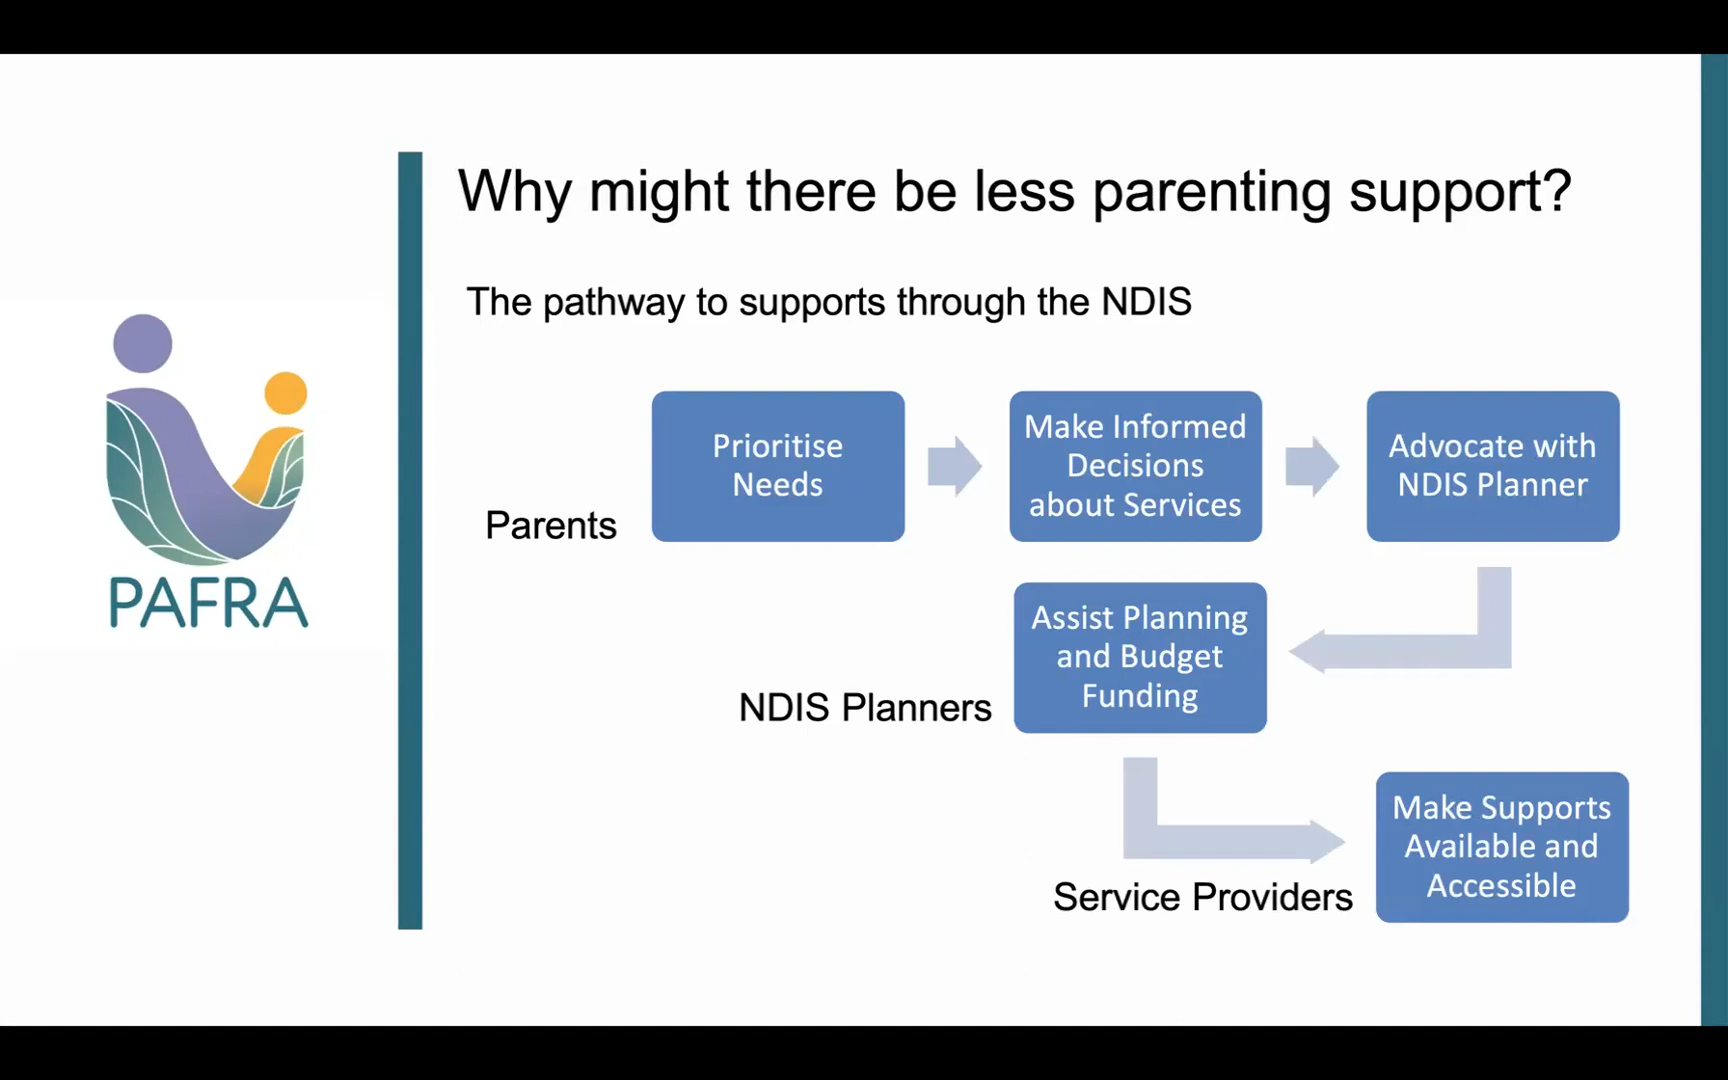 Why might there be less parenting support?
The pathway to supports through the NDIS
Parents
Prioritise
Needs
Make Informed
Decisions
about Services
Advocate with
NDIS Planner
NDIS Planners
Assist Planning
and Budget
Funding
Service Providers
Make Supports
Available and
Accessible
PAFRA